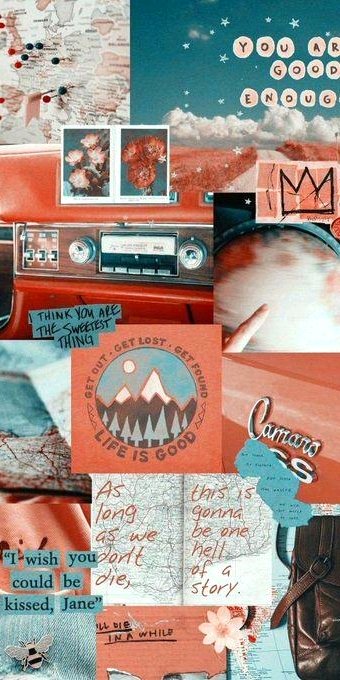 YOU AR
GOOD
ENOUG
I THINK YOU ARE
THE SWEETEST
THING
GET OUT · GET LOST · GET FOUND
LIFE IS GOOD
Camaro
SS
As
long
as we
don't
die,
this is
gonna
be one
hell
of a
story.
"I wish you
could be
kissed, Jane"
LL DIE
IN A WHILE